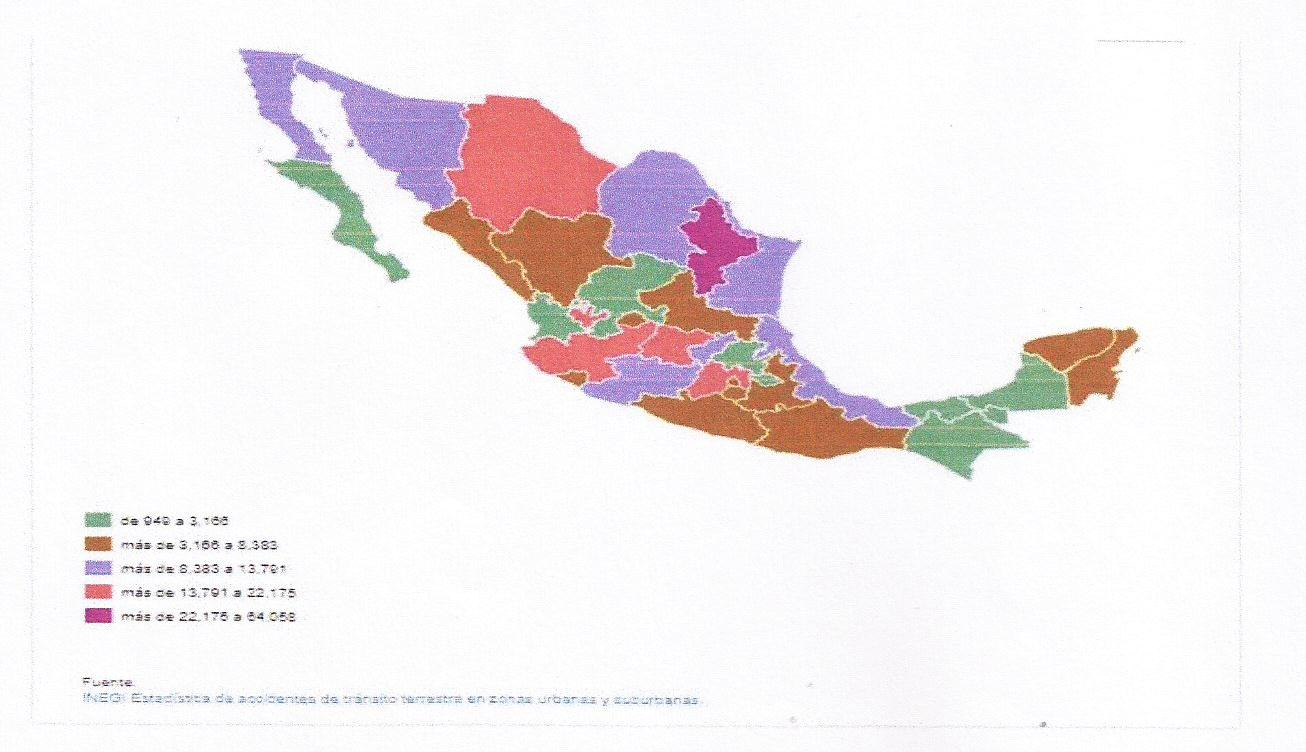 de 949 a 3,166
más de 3,166 a 8,383
más de 8,383 a 13,791
más de 13,791 a 22,175
más de 22,175 a 64,058
Fuente:
INEGI Estadística de accidentes de tránsito terrestre en zonas urbanas y suburbanas.